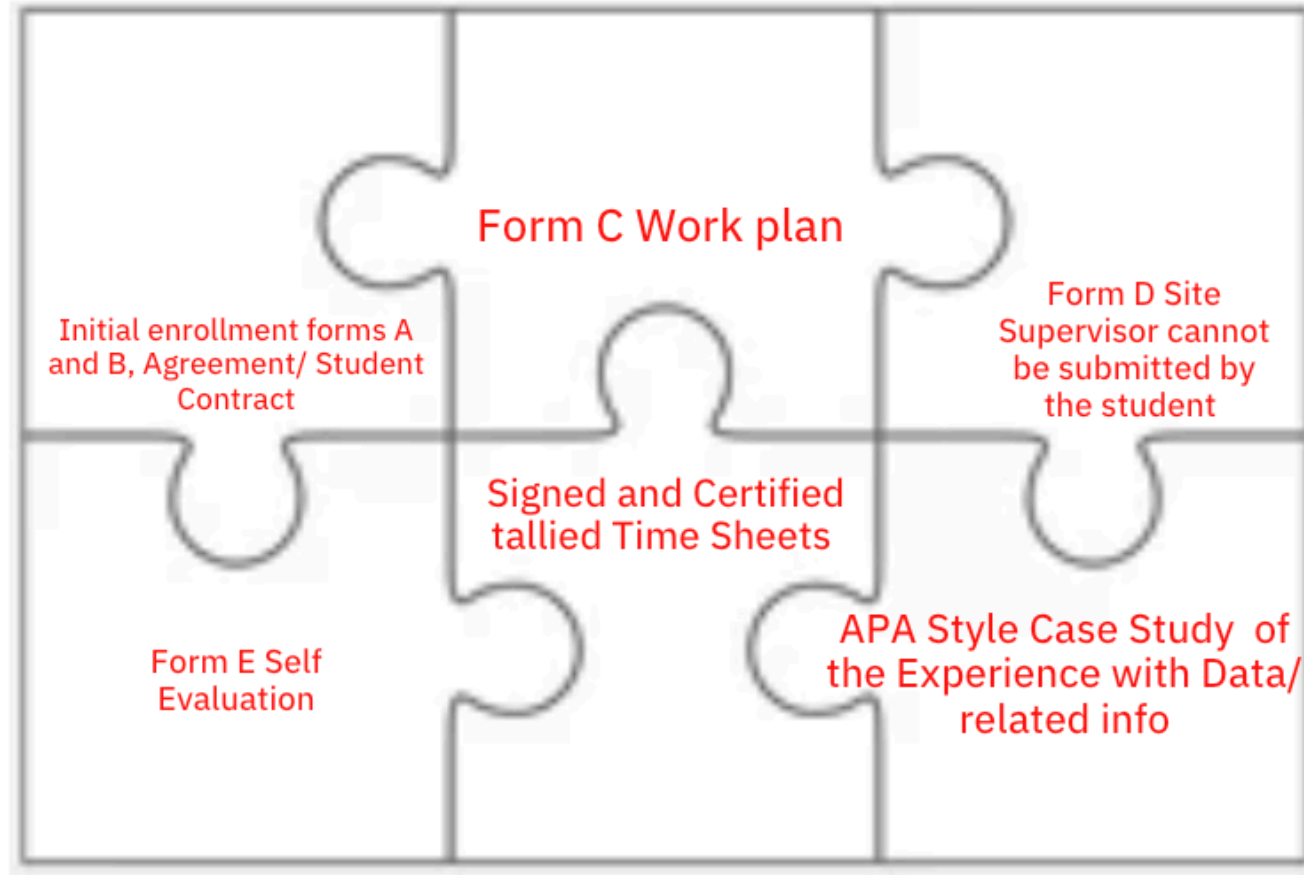 Initial enrollment forms A
and B, Agreement/ Student
Contract
Form C Work plan
Form D Site
Supervisor cannot
be submitted by
the student
Form E Self
Evaluation
Signed and Certified
tallied Time Sheets
APA Style Case Study of
the Experience with Data/
related info